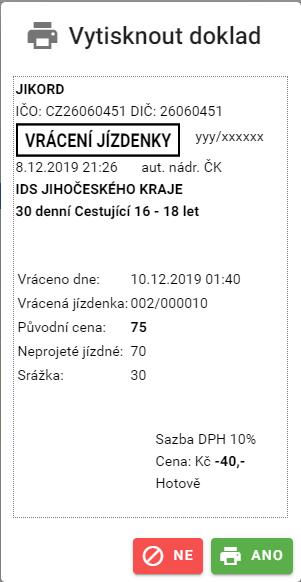 Vytisknout doklad
JIKORD
IČO: CZ26060451 DIČ: 26060451
VRÁCENÍ JÍZDENKY yyy/xxxxxx
8.12.2019 21:26 aut. nádr. ČK
IDS JIHOČESKÉHO KRAJE
30 denní Cestující 16 - 18 let
Vráceno dne: 10.12.2019 01:40
Vrácená jízdenka: 002/000010
Původní cena: 75
Neprojeté jízdné: 70
Srážka: 30
Sazba DPH 10%
Cena: Kč -40,-
Hotově
NE ANO